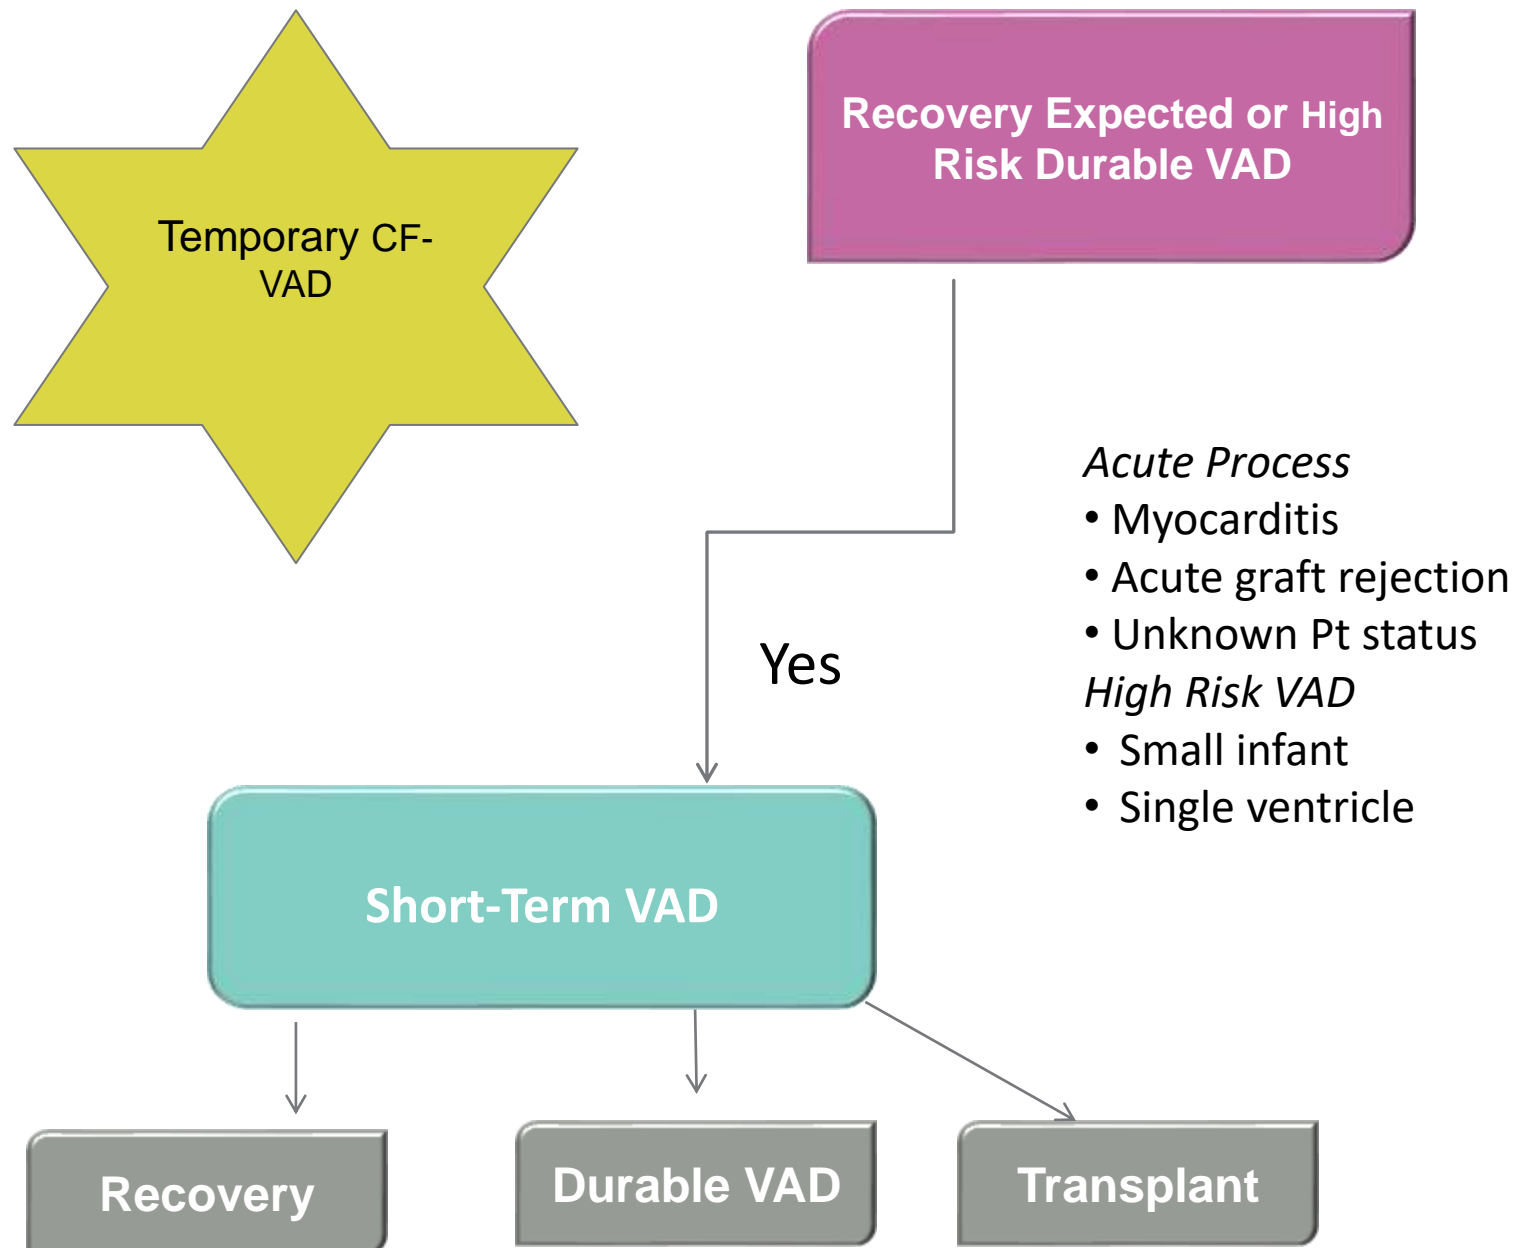 Temporary CF-
VAD
Recovery Expected or High
Risk Durable VAD
Acute Process
• Myocarditis
• Acute graft rejection
• Unknown Pt status
High Risk VAD
• Small infant
• Single ventricle
Yes
Short-Term VAD
Recovery
Durable VAD
Transplant